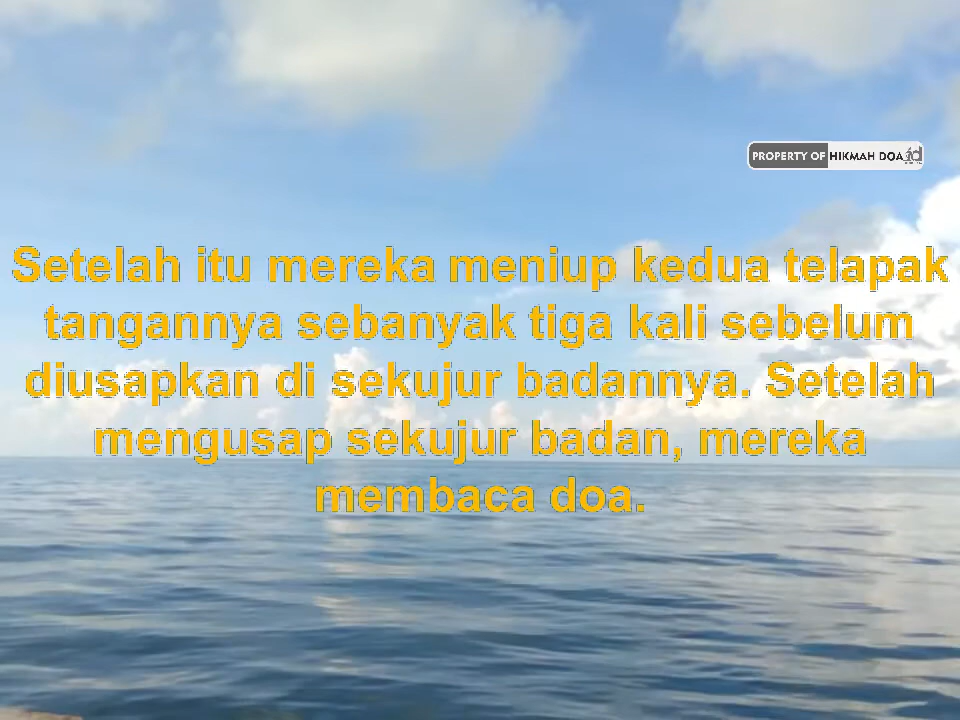 PROPERTY OF HIKMAH DOA.id
Setelah itu mereka meniup kedua telapak
tangannya sebanyak tiga kali sebelum
diusapkan di sekujur badannya. Setelah
mengusap sekujur badan, mereka
membaca doa.